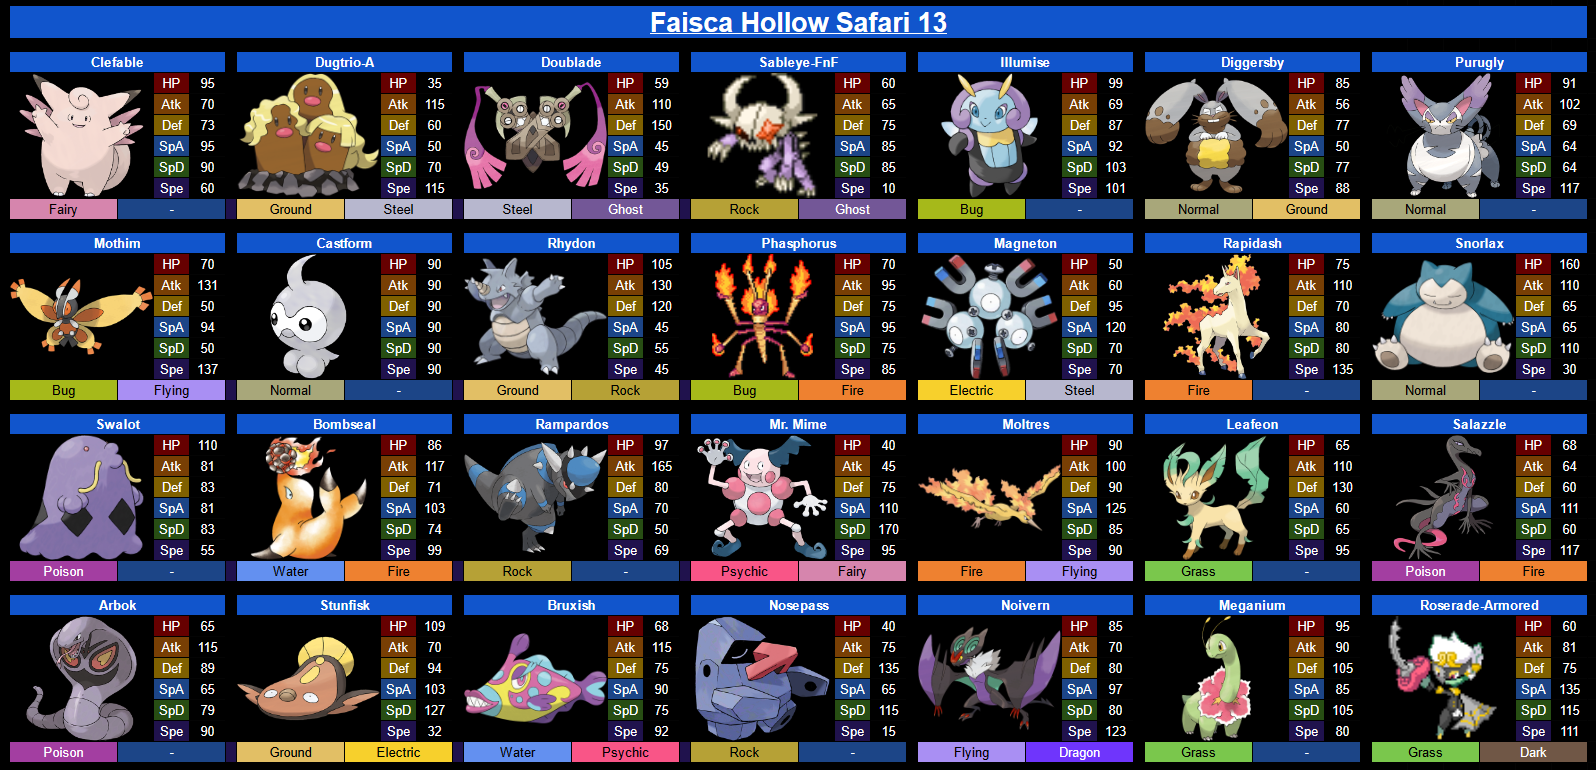 Faisca Hollow Safari 13
Clefable Dugtrio-A Doublade Sableye-FnF Illumise Diggersby Purugly
HP 95 HP 35 HP 59 HP 60 HP 99 HP 85 HP 91
Atk 70 Atk 115 Atk 110 Atk 65 Atk 69 Atk 56 Atk 102
Def 73 Def 60 Def 150 Def 75 Def 87 Def 77 Def 69
SpA 95 SpA 50 SpA 45 SpA 85 SpA 92 SpA 50 SpA 64
SpD 90 SpD 70 SpD 49 SpD 85 SpD 103 SpD 77 SpD 64
Spe 60 Spe 115 Spe 35 Spe 10 Spe 101 Spe 88 Spe 117
Fairy - Ground Steel Steel Ghost Rock Ghost Bug - Normal Ground Normal -
Mothim Castform Rhydon Phasphorus Magneton Rapidash Snorlax
HP 70 HP 90 HP 105 HP 70 HP 50 HP 75 HP 160
Atk 131 Atk 90 Atk 130 Atk 95 Atk 60 Atk 110 Atk 110
Def 50 Def 90 Def 120 Def 75 Def 95 Def 70 Def 65
SpA 94 SpA 90 SpA 45 SpA 95 SpA 120 SpA 80 SpA 65
SpD 50 SpD 90 SpD 55 SpD 75 SpD 70 SpD 80 SpD 110
Spe 137 Spe 90 Spe 45 Spe 85 Spe 70 Spe 135 Spe 30
Bug Flying Normal - Ground Rock Bug Fire Electric Steel Fire - Normal -
Swalot Bombseal Rampardos Mr. Mime Moltres Leafeon Salazzle
HP 110 HP 86 HP 97 HP 40 HP 90 HP 65 HP 68
Atk 81 Atk 117 Atk 165 Atk 45 Atk 100 Atk 110 Atk 64
Def 83 Def 71 Def 80 Def 75 Def 90 Def 130 Def 60
SpA 81 SpA 103 SpA 70 SpA 110 SpA 125 SpA 60 SpA 111
SpD 83 SpD 74 SpD 50 SpD 170 SpD 85 SpD 65 SpD 60
Spe 55 Spe 99 Spe 69 Spe 95 Spe 90 Spe 95 Spe 117
Poison - Water Fire Rock - Psychic Fairy Fire Flying Grass - Poison Fire
Arbok Stunfisk Bruxish Nosepass Noivern Meganium Roserade-Armored
HP 65 HP 109 HP 68 HP 40 HP 85 HP 95 HP 60
Atk 115 Atk 70 Atk 115 Atk 75 Atk 70 Atk 90 Atk 81
Def 89 Def 94 Def 75 Def 135 Def 80 Def 105 Def 75
SpA 65 SpA 103 SpA 90 SpA 65 SpA 97 SpA 85 SpA 135
SpD 79 SpD 127 SpD 75 SpD 115 SpD 80 SpD 105 SpD 115
Spe 90 Spe 32 Spe 92 Spe 15 Spe 123 Spe 80 Spe 111
Poison - Ground Electric Water Psychic Rock - Flying Dragon Grass - Grass Dark